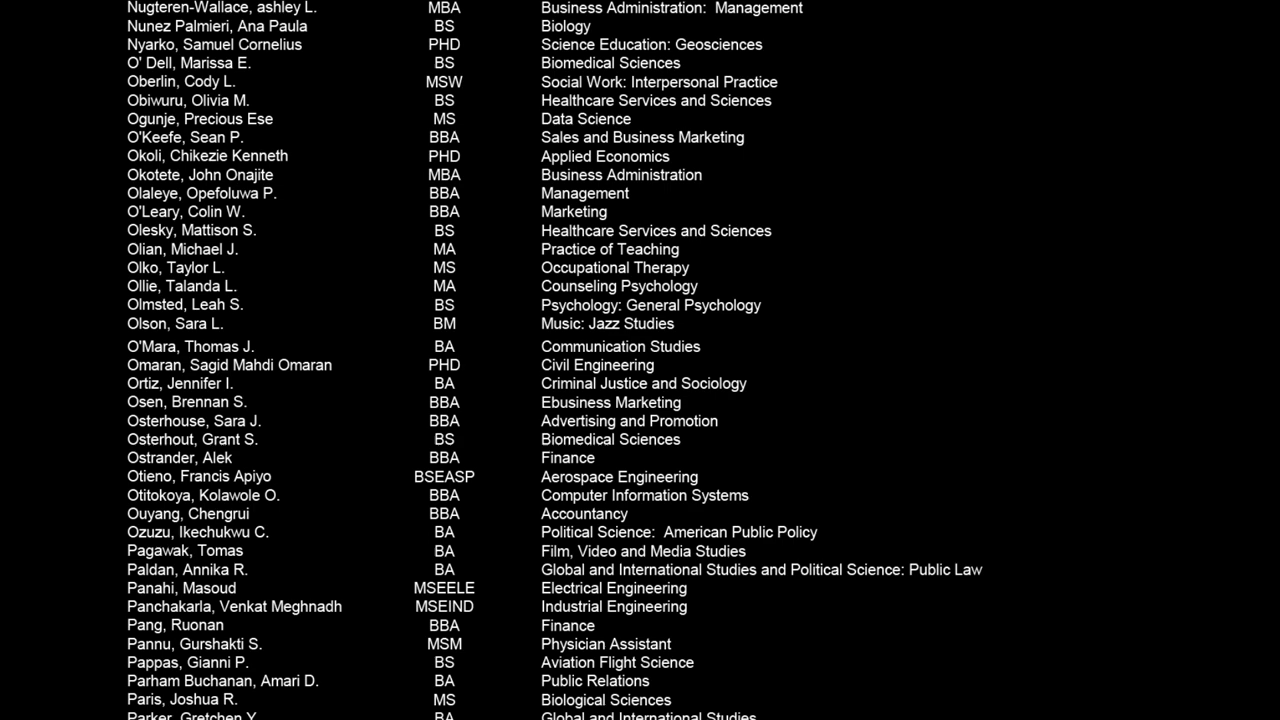 Nugteren-Wallace, ashley L. MBA Business Administration:  Management
Nunez Palmieri, Ana Paula BS Biology
Nyarko, Samuel Cornelius PHD Science Education: Geosciences
O' Dell, Marissa E. BS Biomedical Sciences
Oberlin, Cody L. MSW Social Work: Interpersonal Practice
Obiwuru, Olivia M. BS Healthcare Services and Sciences
Ogunje, Precious Ese MS Data Science
O'Keefe, Sean P. BBA Sales and Business Marketing
Okoli, Chikezie Kenneth PHD Applied Economics
Okotete, John Onajite MBA Business Administration
Olaleye, Opefoluwa P. BBA Management
O'Leary, Colin W. BBA Marketing
Olesky, Mattison S. BS Healthcare Services and Sciences
Olian, Michael J. MA Practice of Teaching
Olko, Taylor L. MS Occupational Therapy
Ollie, Talanda L. MA Counseling Psychology
Olmsted, Leah S. BS Psychology: General Psychology
Olson, Sara L. BM Music: Jazz Studies
O'Mara, Thomas J. BA Communication Studies
Omaran, Sagid Mahdi Omaran PHD Civil Engineering
Ortiz, Jennifer I. BA Criminal Justice and Sociology
Osen, Brennan S. BBA Ebusiness Marketing
Osterhouse, Sara J. BBA Advertising and Promotion
Osterhout, Grant S. BS Biomedical Sciences
Ostrander, Alek BBA Finance
Otieno, Francis Apiyo BSEASP Aerospace Engineering
Otitokoya, Kolawole O. BBA Computer Information Systems
Ouyang, Chengrui BBA Accountancy
Ozuzu, Ikechukwu C. BA Political Science:  American Public Policy
Pagawak, Tomas BA Film, Video and Media Studies
Paldan, Annika R. BA Global and International Studies and Political Science: Public Law
Panahi, Masoud MSEELE Electrical Engineering
Panchakarla, Venkat Meghnadh MSEIND Industrial Engineering
Pang, Ruonan BBA Finance
Pannu, Gurshakti S. MSM Physician Assistant
Pappas, Gianni P. BS Aviation Flight Science
Parham Buchanan, Amari D. BA Public Relations
Paris, Joshua R. MS Biological Sciences
Parker, Gretchen Y. BA Global and International Studies